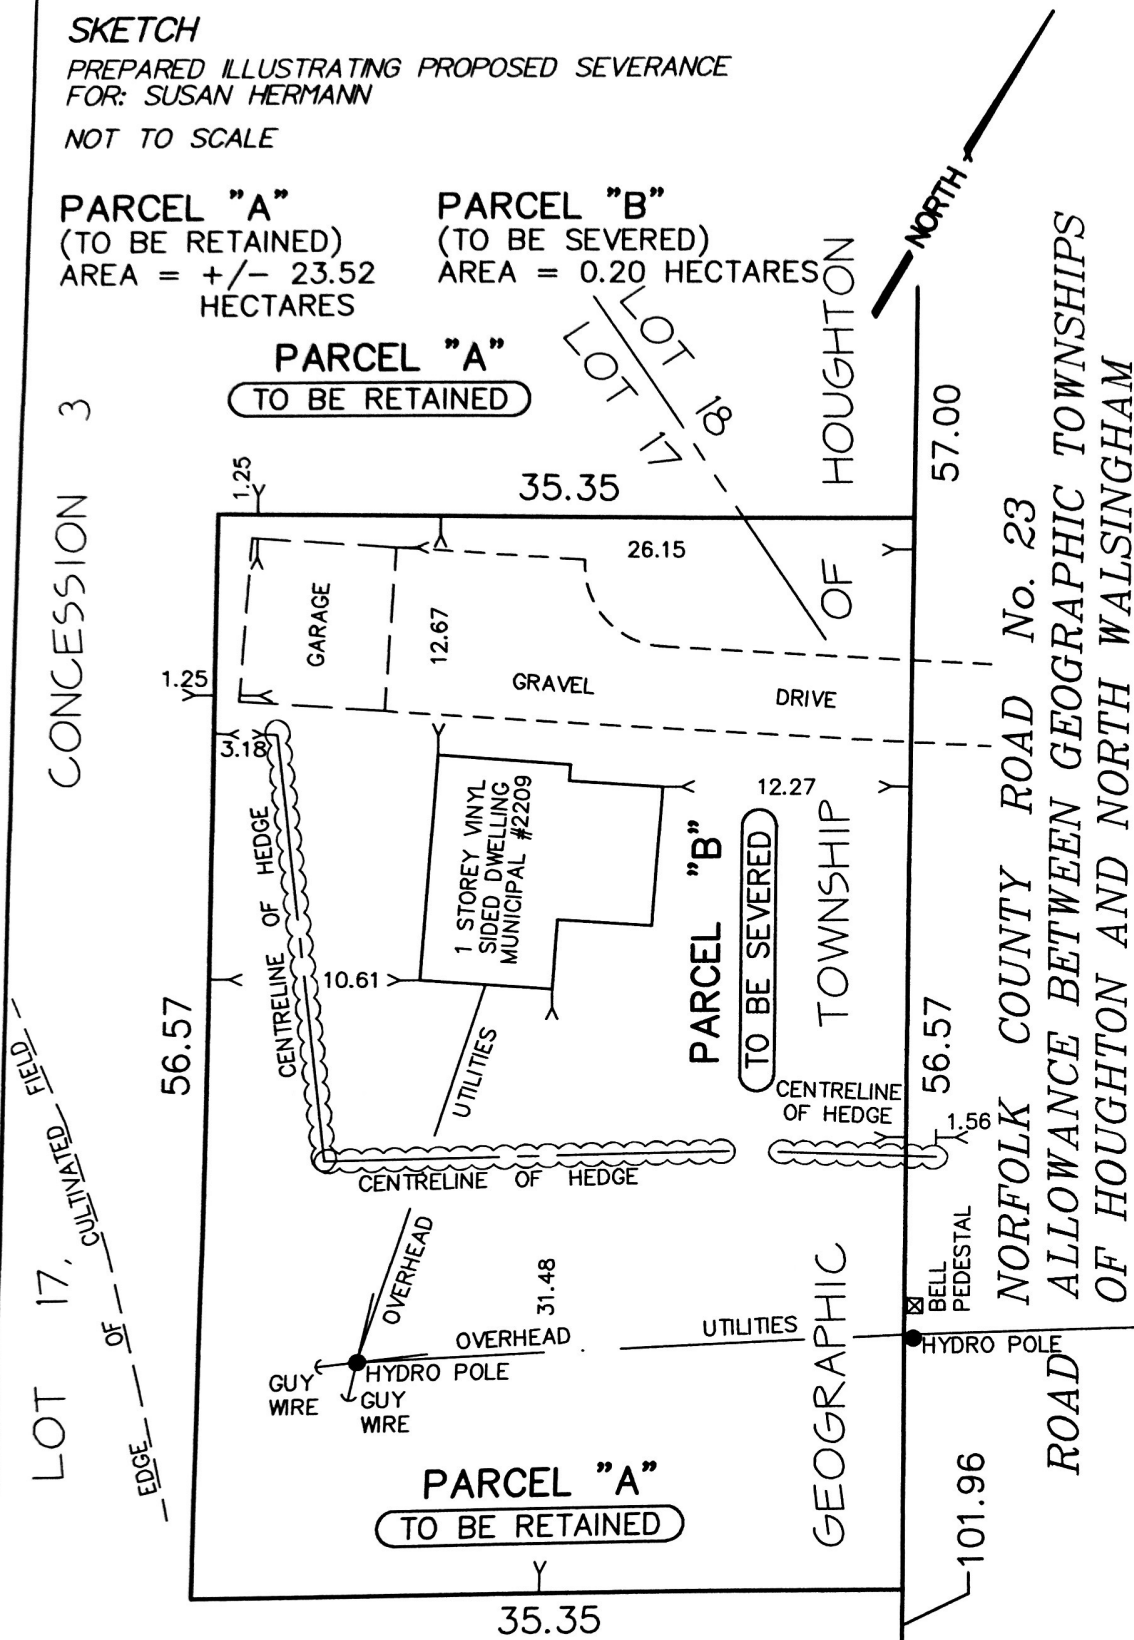 SKETCH
PREPARED ILLUSTRATING PROPOSED SEVERANCE
FOR: SUSAN HERMANN
NOT TO SCALE
PARCEL "A"
(TO BE RETAINED)
AREA = +/- 23.52
HECTARES
PARCEL "B"
(TO BE SEVERED)
AREA = 0.20 HECTARES
NORTH
PARCEL "A"
TO BE RETAINED
LOT 18
LOT 17
CONCESSION 3
LOT 17,
GEOGRAPHIC TOWNSHIP OF HOUGHTON
57.00
1.25
35.35
26.15
GARAGE
12.67
1.25
GRAVEL DRIVE
3.18
12.27
1 STOREY VINYL
SIDED DWELLING
MUNICIPAL #2209
CENTRELINE OF HEDGE
10.61
PARCEL "B"
TO BE SEVERED
56.57
56.57
UTILITIES
CENTRELINE
OF HEDGE
1.56
CENTRELINE OF HEDGE
OVERHEAD
31.48
BELL
PEDESTAL
OVERHEAD UTILITIES
HYDRO POLE
HYDRO POLE
GUY
WIRE
GUY
WIRE
EDGE OF CULTIVATED FIELD
PARCEL "A"
TO BE RETAINED
35.35
101.96
NORFOLK COUNTY ROAD No. 23
ROAD ALLOWANCE BETWEEN GEOGRAPHIC TOWNSHIPS
OF HOUGHTON AND NORTH WALSINGHAM